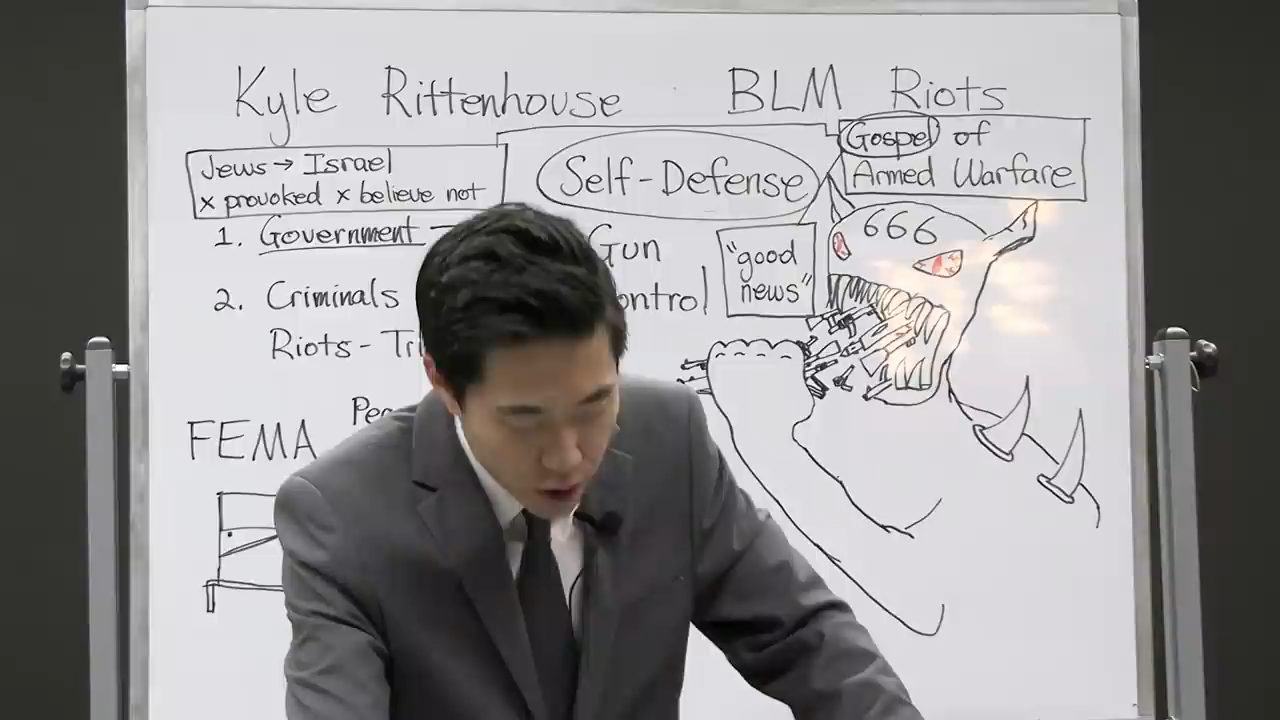 Kyle Rittenhouse BLM Riots
Jews → Israel
x provoked x believe not
Self-Defense
Gospel of
Armed Warfare
1. Government
Gun
2. Criminals
Riots -
"good
news"
666
FEMA